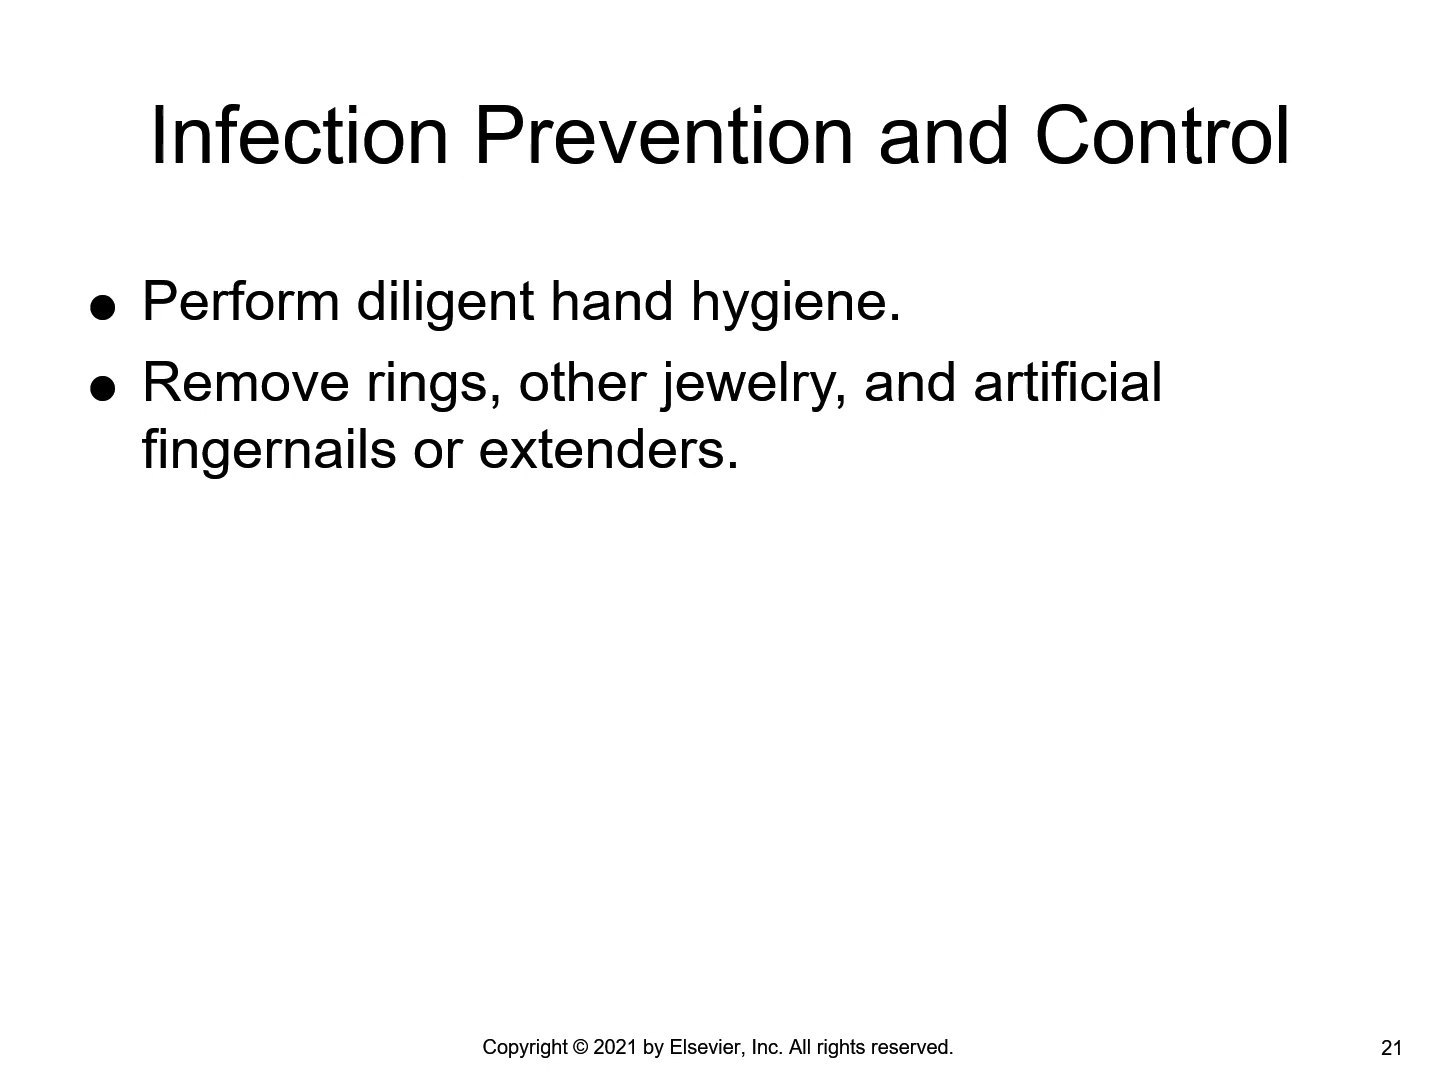 Infection Prevention and Control
● Perform diligent hand hygiene.
● Remove rings, other jewelry, and artificial
fingernails or extenders.
Copyright © 2021 by Elsevier, Inc. All rights reserved.
21